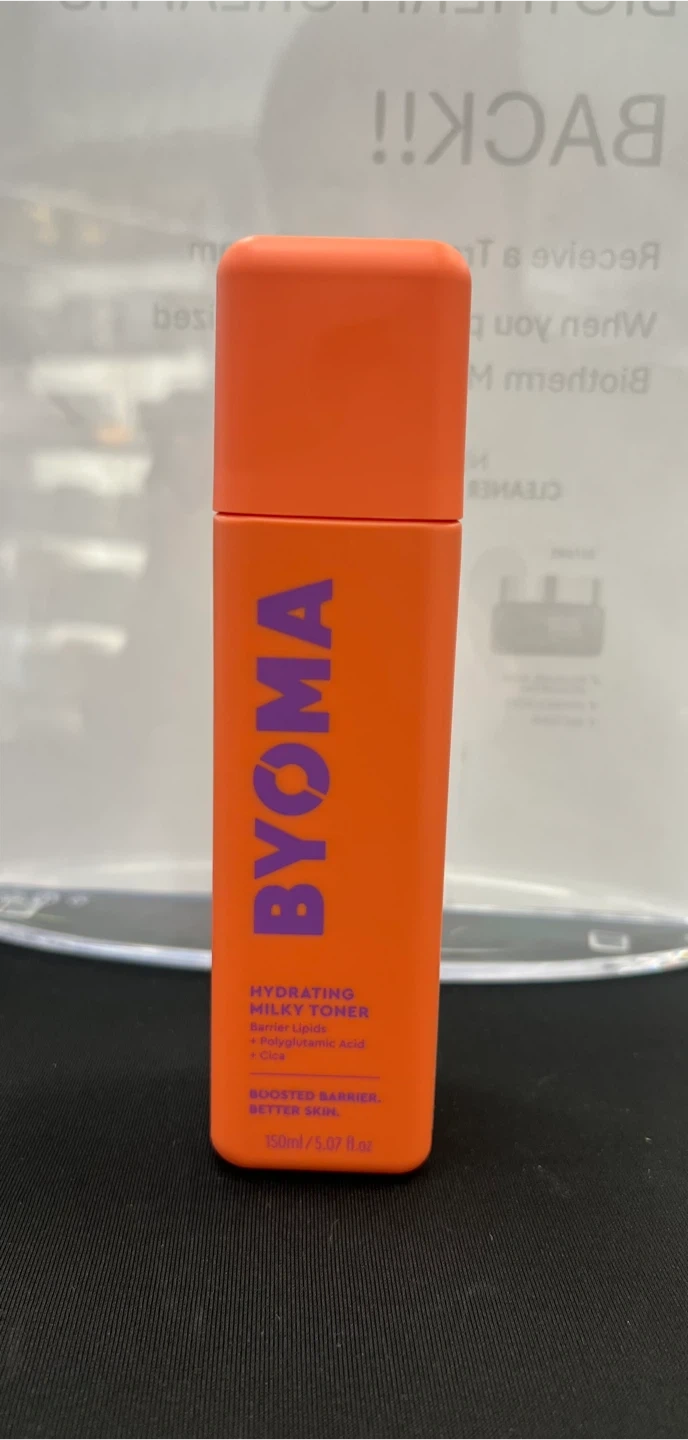 BACK!!
Receive a
When you
Biotherm
CLEANER
BYOMA
HYDRATING
MILKY TONER
Barrier Lipids
+ Polyglutamic Acid
+ Cica
BOOSTED BARRIER.
BETTER SKIN.
150ml / 5.07 fl.oz